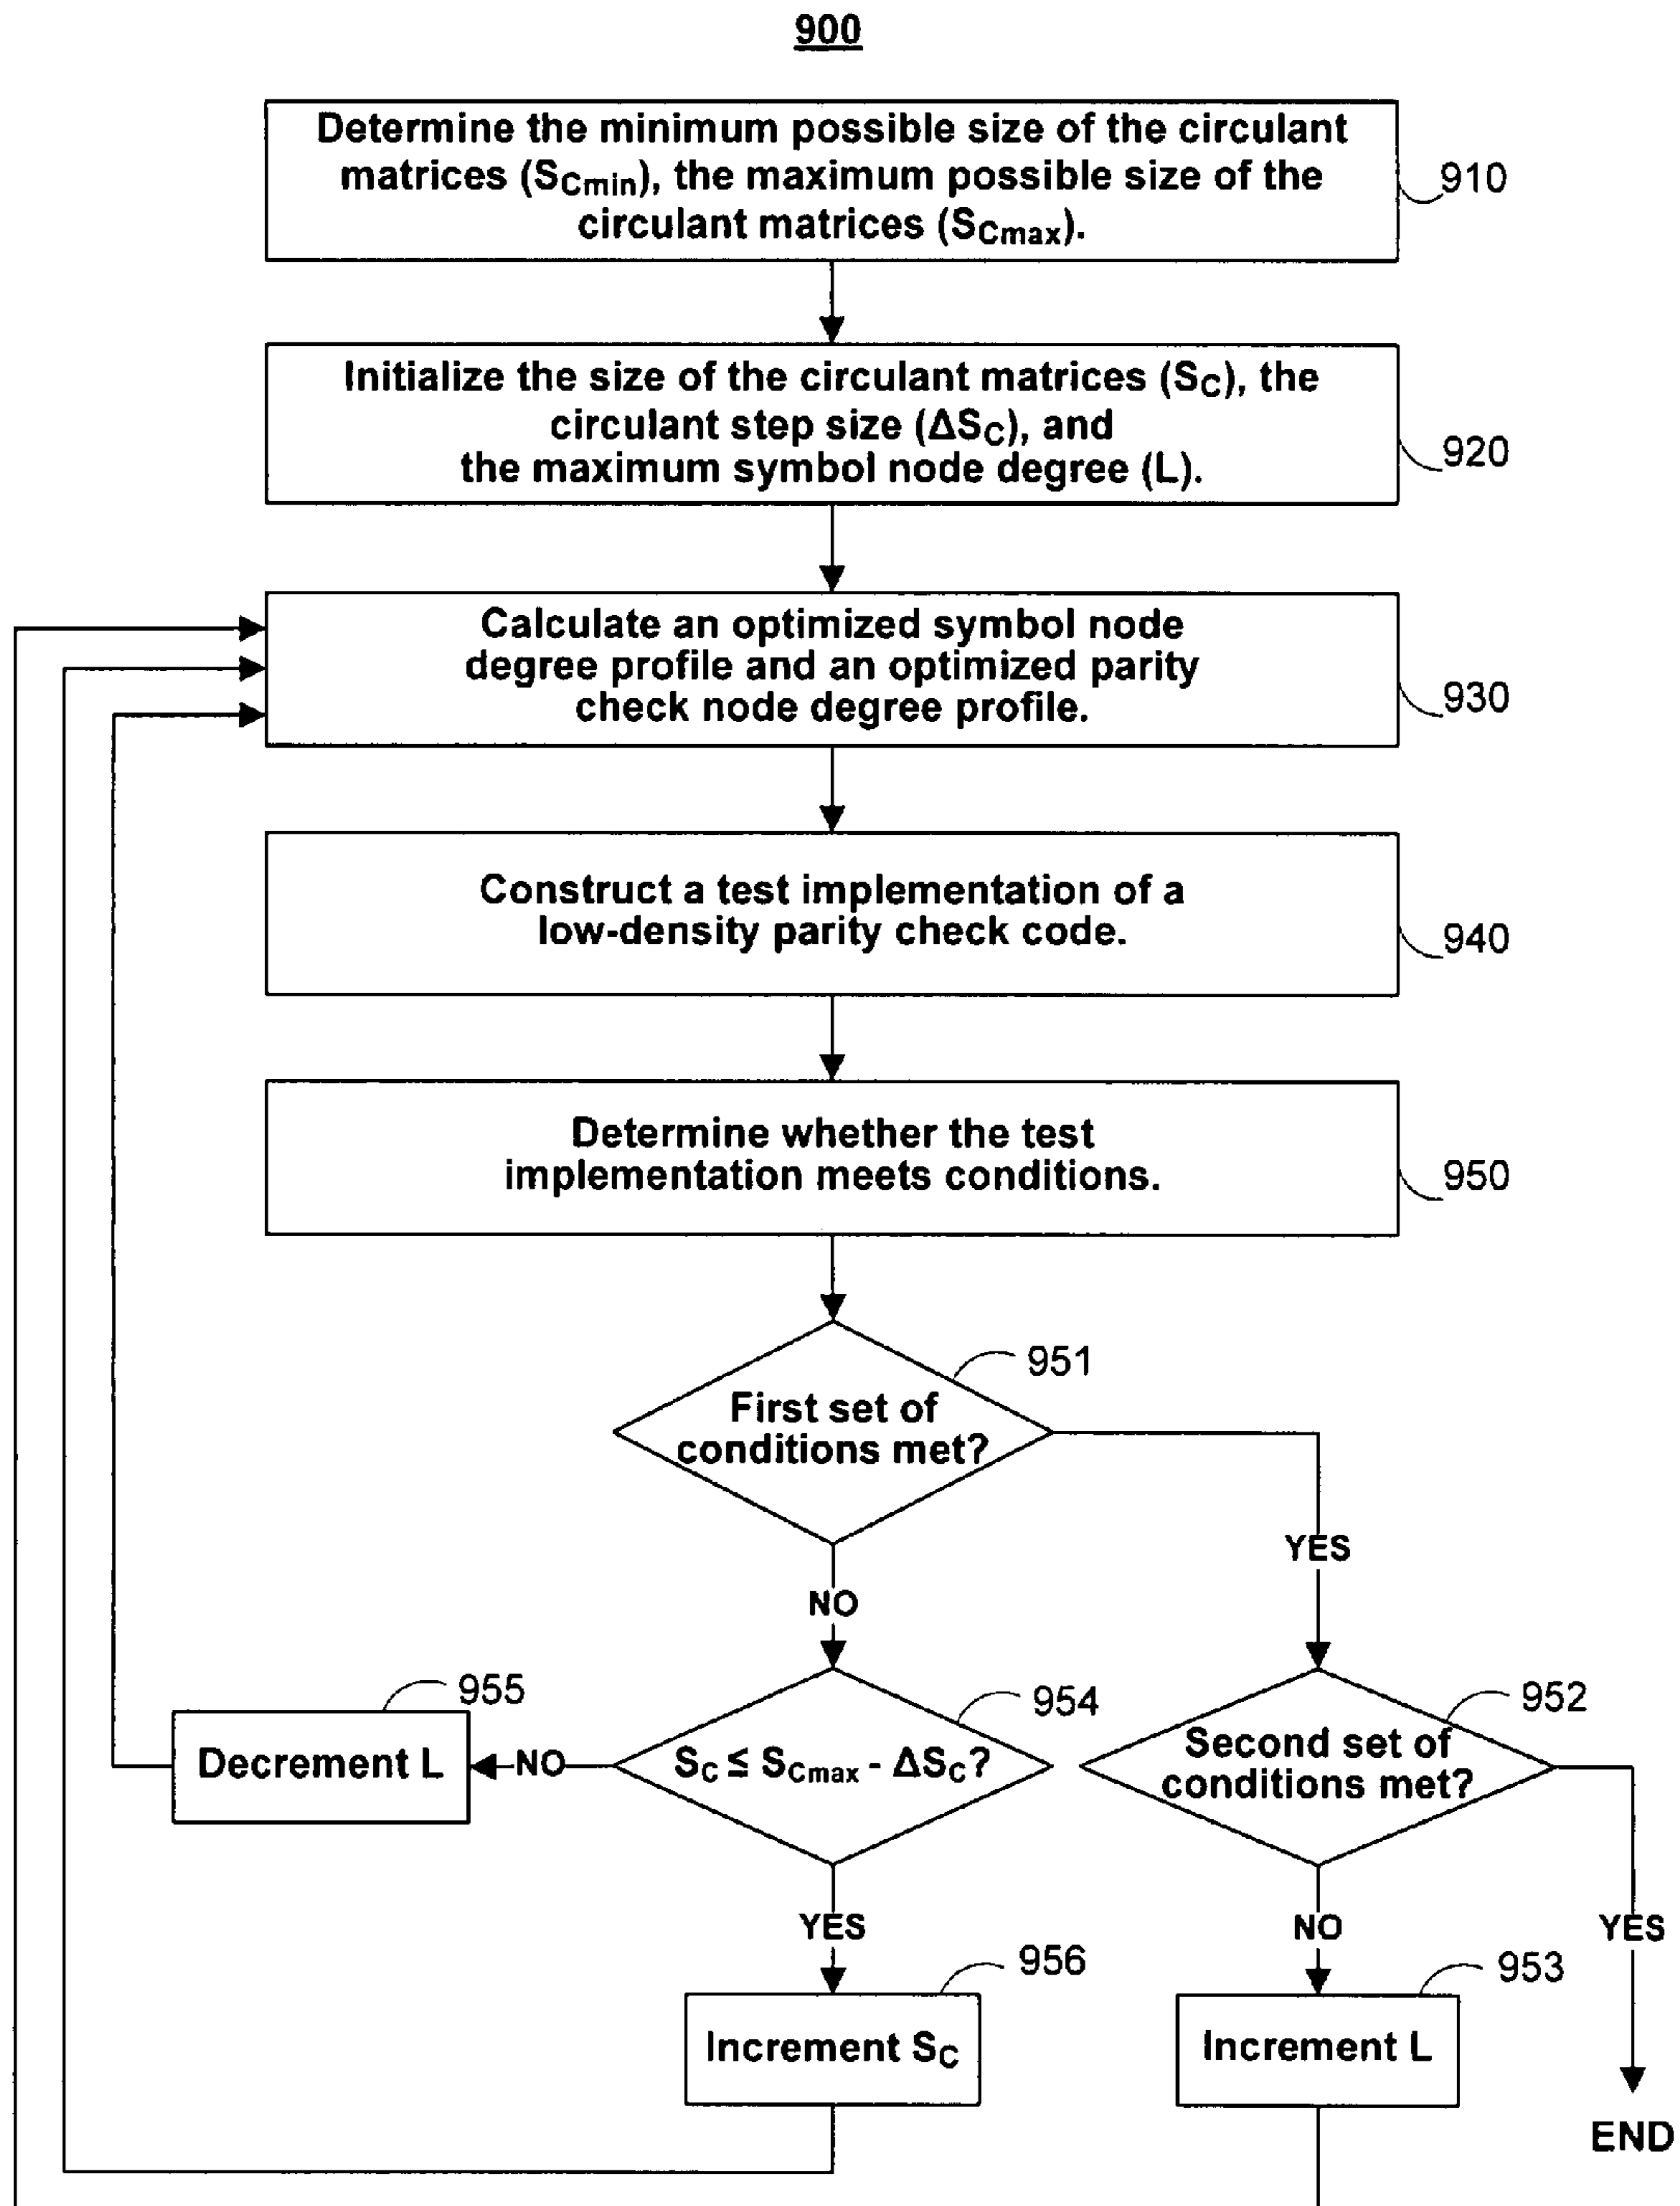 900
Determine the minimum possible size of the circulant
matrices (SCmin), the maximum possible size of the
circulant matrices (SCmax).
910
Initialize the size of the circulant matrices (SC), the
circulant step size (ΔSC), and
the maximum symbol node degree (L).
920
Calculate an optimized symbol node
degree profile and an optimized parity
check node degree profile.
930
Construct a test implementation of a
low-density parity check code.
940
Determine whether the test
implementation meets conditions.
950
951
First set of
conditions met?
YES
NO
955
954
952
Decrement L
NO
SC ≤ SCmax - ΔSC?
Second set of
conditions met?
YES
NO
YES
956
953
Increment SC
Increment L
END